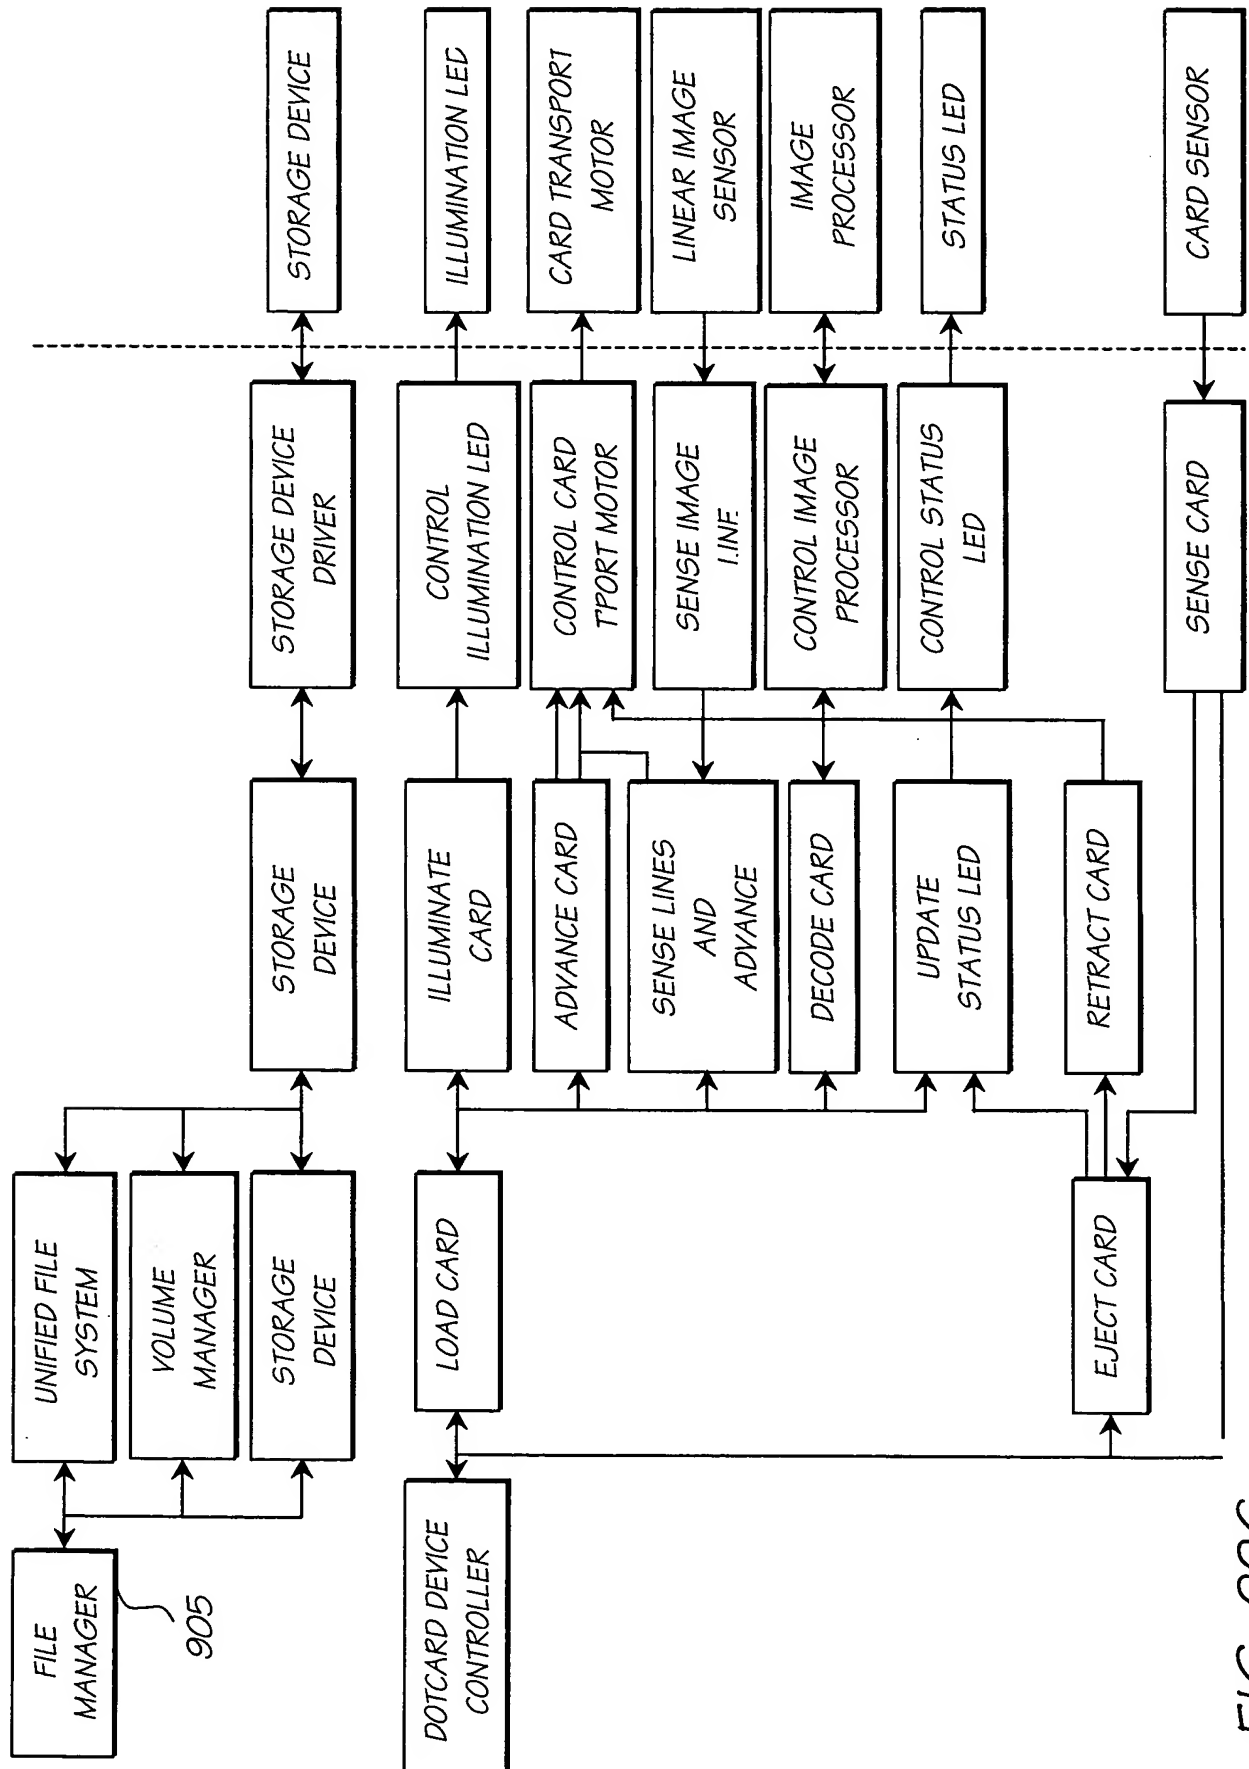 FILE
MANAGER
905
UNIFIED FILE
SYSTEM
VOLUME
MANAGER
STORAGE
DEVICE
STORAGE
DEVICE
STORAGE DEVICE
DRIVER
STORAGE DEVICE
DOTCARD DEVICE
CONTROLLER
LOAD CARD
ILLUMINATE
CARD
CONTROL
ILLUMINATION LED
ILLUMINATION LED
ADVANCE CARD
CONTROL CARD
T'PORT MOTOR
CARD TRANSPORT
MOTOR
SENSE LINES
AND
ADVANCE
SENSE IMAGE
I.INF.
LINEAR IMAGE
SENSOR
DECODE CARD
CONTROL IMAGE
PROCESSOR
IMAGE
PROCESSOR
UPDATE
STATUS LED
CONTROL STATUS
LED
STATUS LED
EJECT CARD
RETRACT CARD
SENSE CARD
CARD SENSOR
FIG.